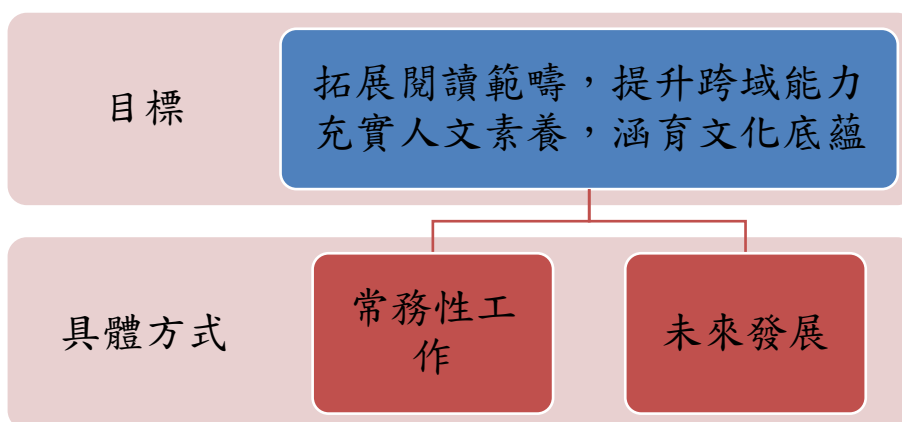 目標
拓展閱讀範疇，提升跨域能力
充實人文素養，涵育文化底蘊
具體方式
常務性工
作
未來發展